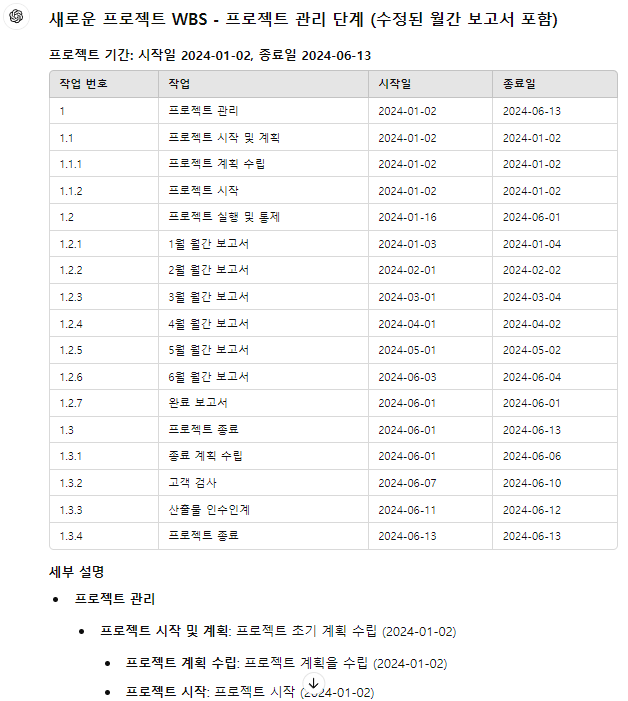 새로운 프로젝트 WBS - 프로젝트 관리 단계 (수정된 월간 보고서 포함)
프로젝트 기간: 시작일 2024-01-02, 종료일 2024-06-13
작업 번호 작업 시작일 종료일
1 프로젝트 관리 2024-01-02 2024-06-13
1.1 프로젝트 시작 및 계획 2024-01-02 2024-01-02
1.1.1 프로젝트 계획 수립 2024-01-02 2024-01-02
1.1.2 프로젝트 시작 2024-01-02 2024-01-02
1.2 프로젝트 실행 및 통제 2024-01-16 2024-06-01
1.2.1 1월 월간 보고서 2024-01-03 2024-01-04
1.2.2 2월 월간 보고서 2024-02-01 2024-02-02
1.2.3 3월 월간 보고서 2024-03-01 2024-03-04
1.2.4 4월 월간 보고서 2024-04-01 2024-04-02
1.2.5 5월 월간 보고서 2024-05-01 2024-05-02
1.2.6 6월 월간 보고서 2024-06-03 2024-06-04
1.2.7 완료 보고서 2024-06-01 2024-06-01
1.3 프로젝트 종료 2024-06-01 2024-06-13
1.3.1 종료 계획 수립 2024-06-01 2024-06-06
1.3.2 고객 검사 2024-06-07 2024-06-10
1.3.3 산출물 인수인계 2024-06-11 2024-06-12
1.3.4 프로젝트 종료 2024-06-13 2024-06-13
세부 설명
프로젝트 관리
프로젝트 시작 및 계획: 프로젝트 초기 계획 수립 (2024-01-02)
프로젝트 계획 수립: 프로젝트 계획을 수립 (2024-01-02)
프로젝트 시작: 프로젝트 시작 (2024-01-02)